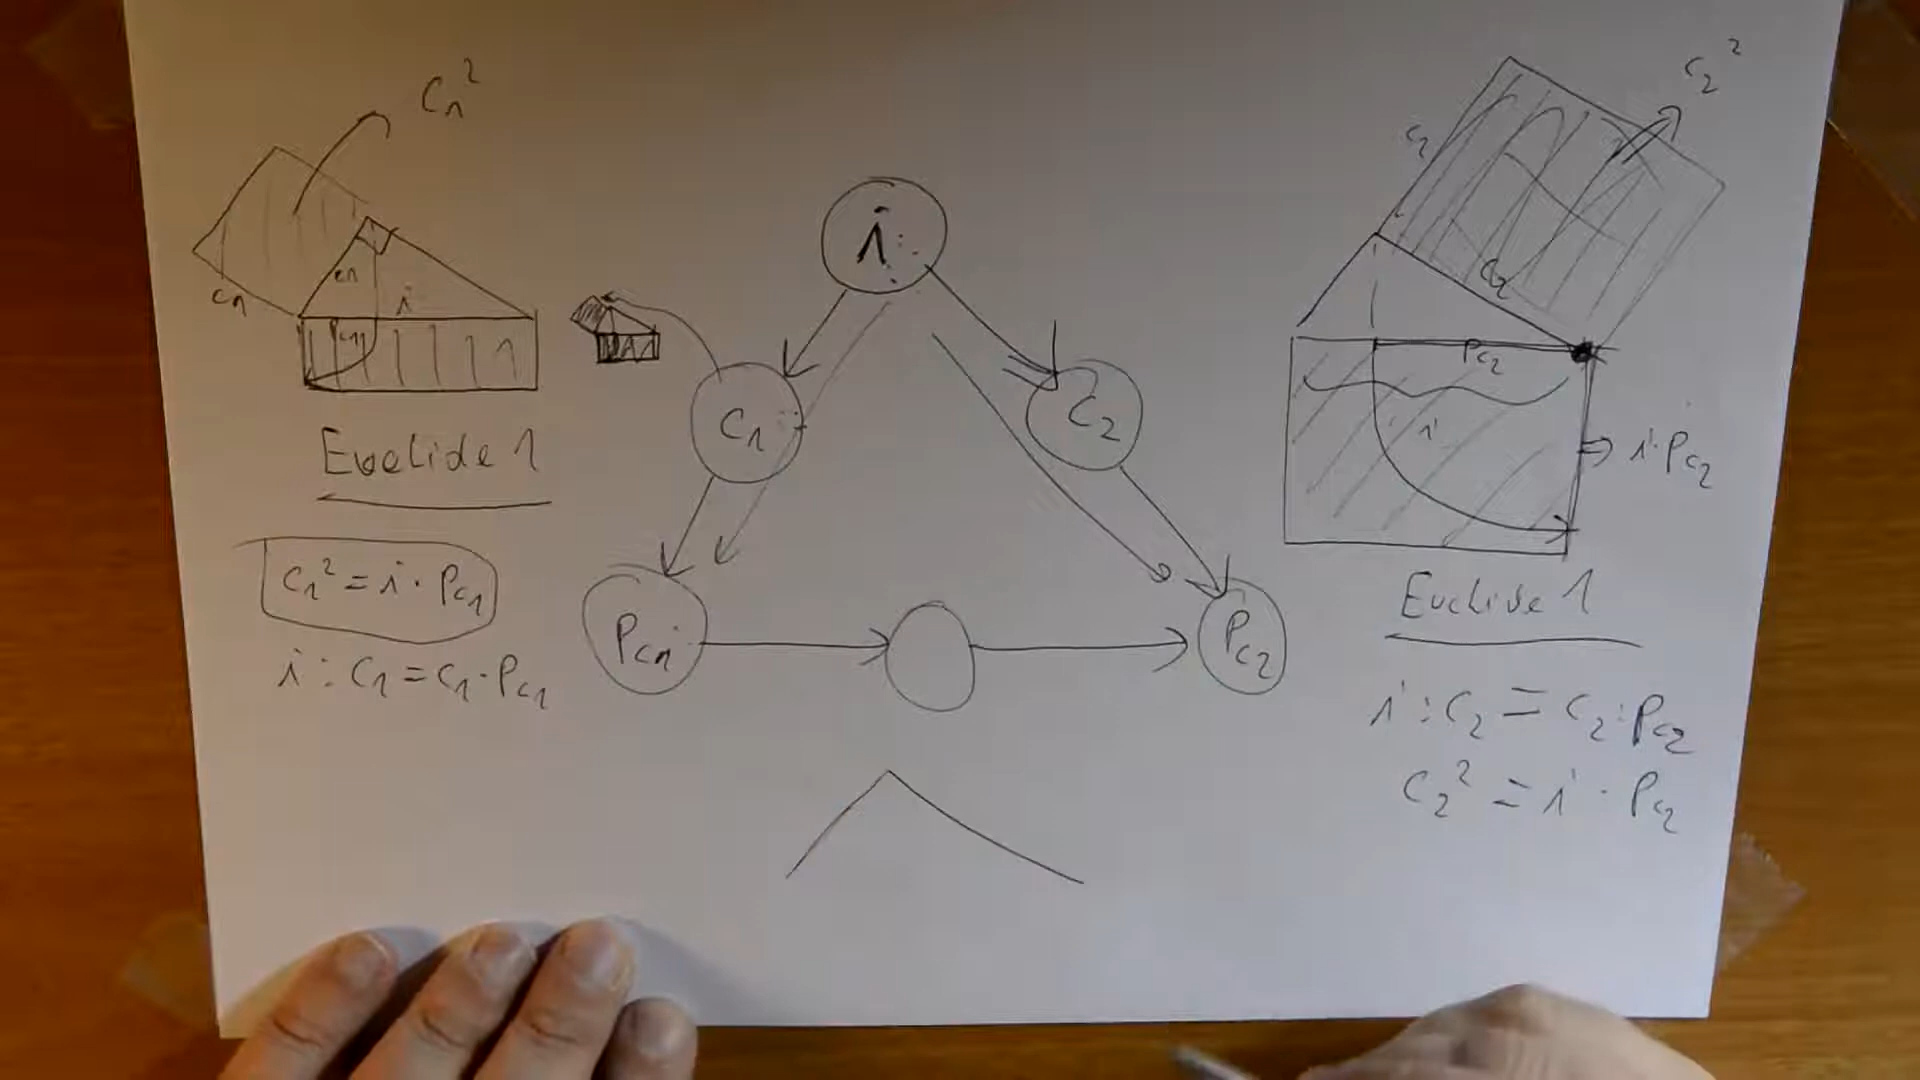 c₁²
c₁
c₁
i
Pc₁
Euclide 1
c₁² = i · Pc₁
i : c₁ = c₁ · Pc₁
i
C₁
C₂
Pc₁
Pc₂
c₂²
c₂
c₂
Pc₂
i
⇒ i · Pc₂
Euclide 1
i : c₂ = c₂ : Pc₂
c₂² = i · Pc₂